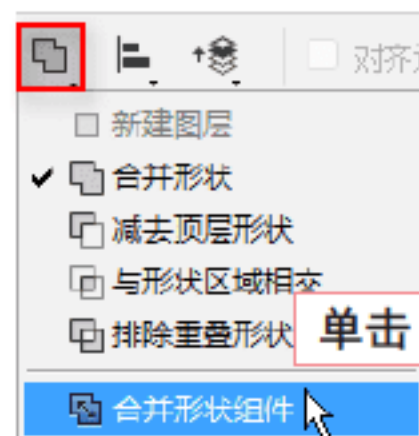 对齐
新建图层
合并形状
减去顶层形状
与形状区域相交
排除重叠形状
单击
合并形状组件